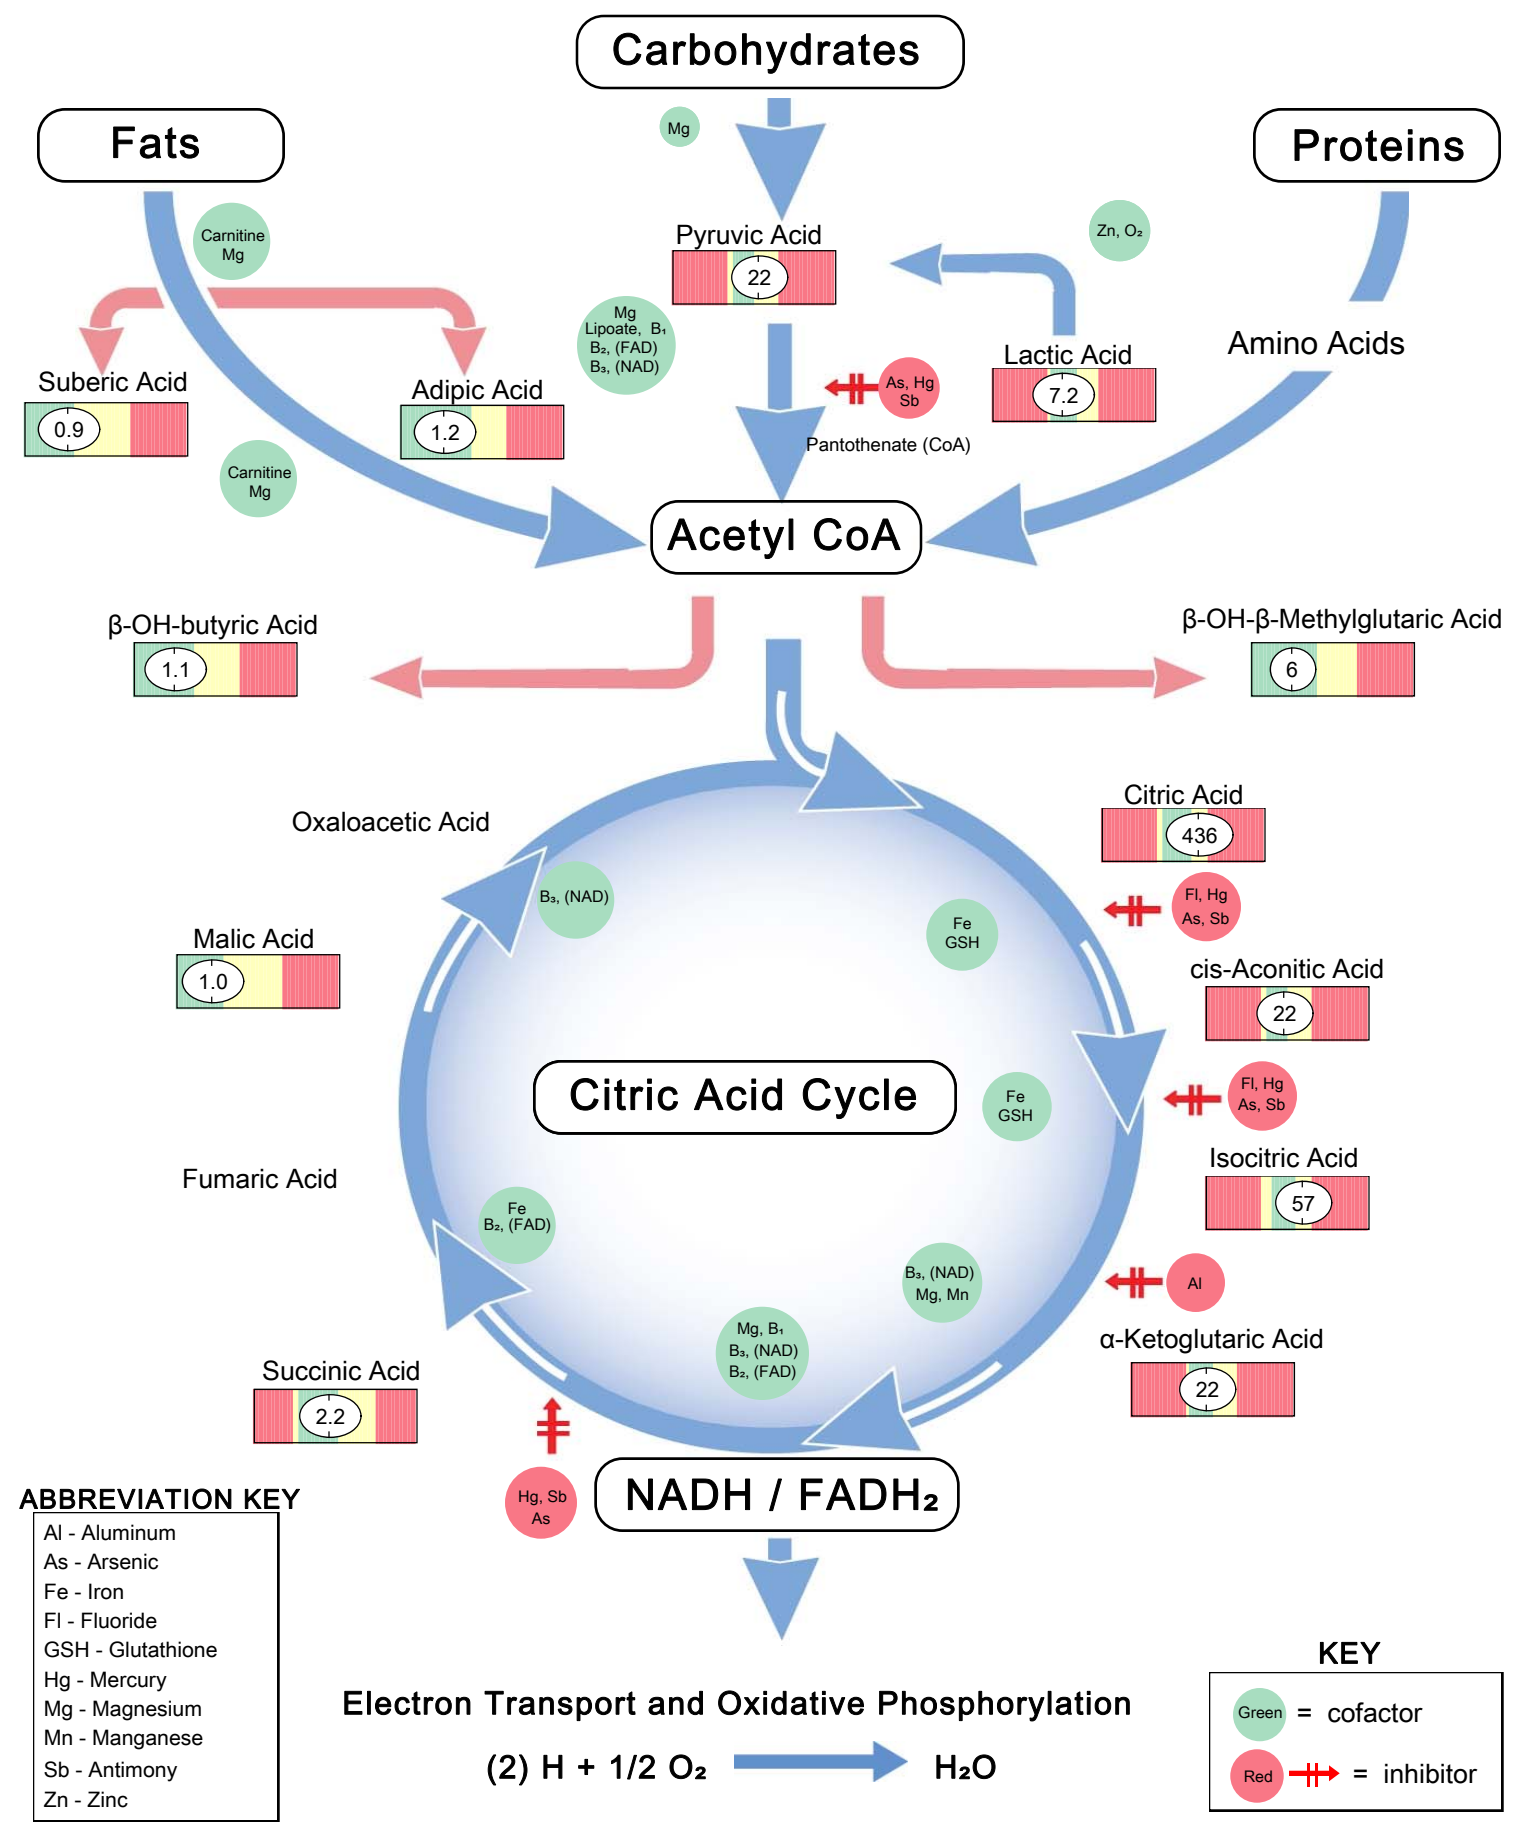 Carbohydrates
Fats
Proteins
Mg
Carnitine
Mg
Zn, O₂
Pyruvic Acid
22
Mg
Lipoate, B₁
B₂, (FAD)
B₃, (NAD)
Lactic Acid
7.2
Amino Acids
As, Hg
Sb
Pantothenate (CoA)
Suberic Acid
0.9
Adipic Acid
1.2
Carnitine
Mg
Acetyl CoA
β-OH-butyric Acid
1.1
β-OH-β-Methylglutaric Acid
6
Oxaloacetic Acid
Citric Acid
436
B₃, (NAD)
Fl, Hg
As, Sb
Fe
GSH
Malic Acid
1.0
cis-Aconitic Acid
22
Citric Acid Cycle
Fe
GSH
Fl, Hg
As, Sb
Isocitric Acid
57
Fumaric Acid
Fe
B₂, (FAD)
B₃, (NAD)
Mg, Mn
Al
Mg, B₁
B₃, (NAD)
B₂, (FAD)
α-Ketoglutaric Acid
22
Succinic Acid
2.2
Hg, Sb
As
NADH / FADH₂
ABBREVIATION KEY
Al - Aluminum
As - Arsenic
Fe - Iron
Fl - Fluoride
GSH - Glutathione
Hg - Mercury
Mg - Magnesium
Mn - Manganese
Sb - Antimony
Zn - Zinc
Electron Transport and Oxidative Phosphorylation
(2) H + 1/2 O₂ H₂O
KEY
Green = cofactor
Red = inhibitor